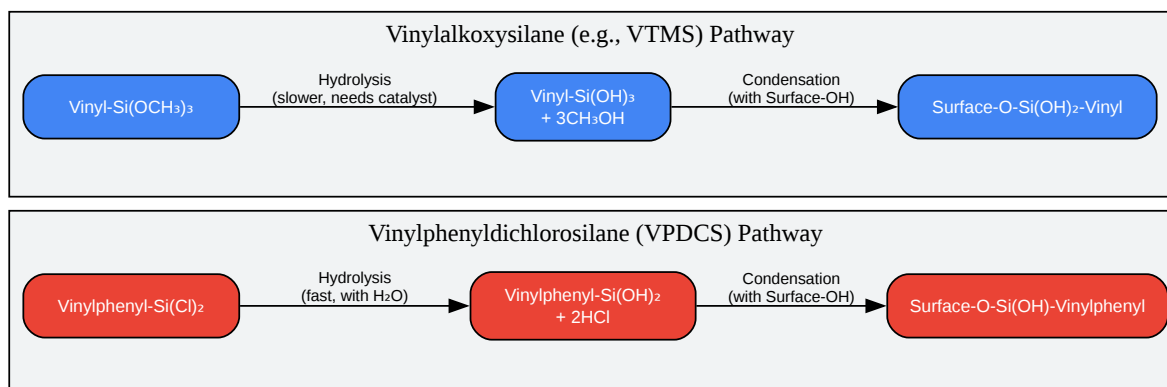 Vinylalkoxysilane (e.g., VTMS) Pathway
Hydrolysis
(slower, needs catalyst)
Condensation
(with Surface-OH)
Vinyl-Si(OCH₃)₃
Vinyl-Si(OH)₃
+ 3CH₃OH
Surface-O-Si(OH)₂-Vinyl
Vinylphenyldichlorosilane (VPDCS) Pathway
Hydrolysis
(fast, with H₂O)
Condensation
(with Surface-OH)
Vinylphenyl-Si(Cl)₂
Vinylphenyl-Si(OH)₂
+ 2HCl
Surface-O-Si(OH)-Vinylphenyl